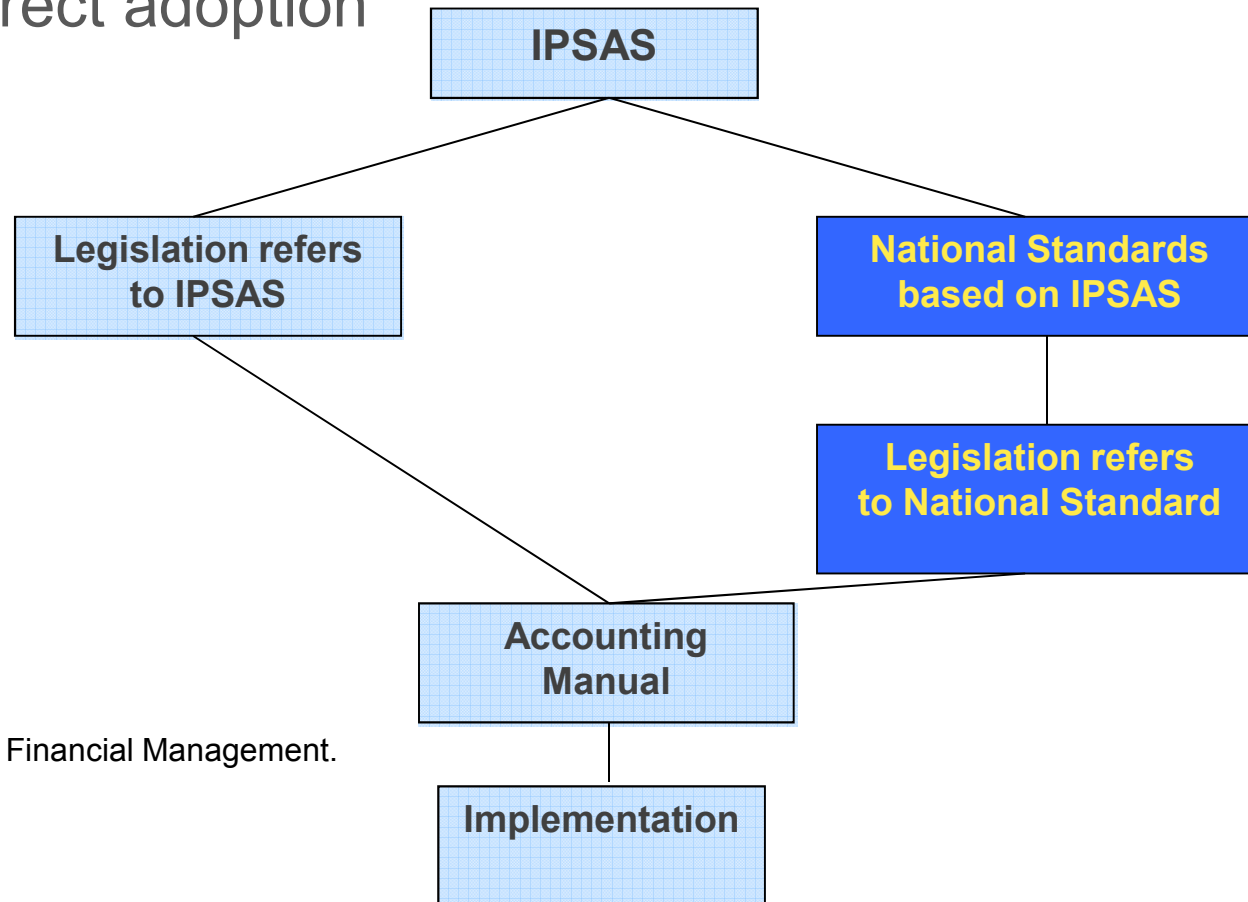 rect adoption
IPSAS
Legislation refers
to IPSAS
National Standards
based on IPSAS
Legislation refers
to National Standard
Accounting
Manual
Financial Management.
Implementation